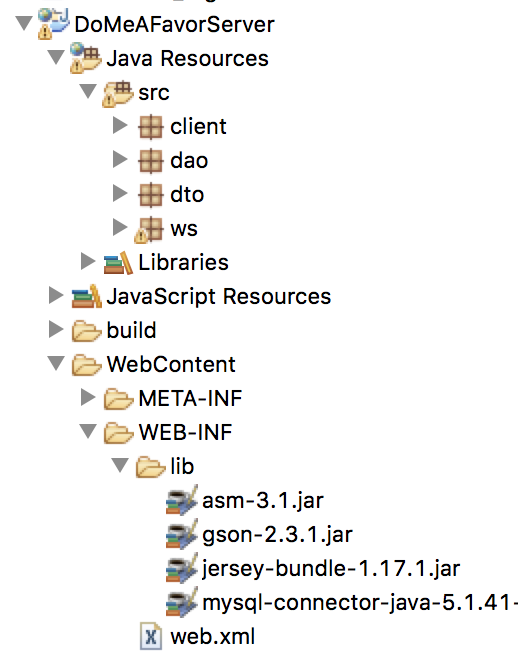 DoMeAFavorServer
Java Resources
src
client
dao
dto
ws
Libraries
JavaScript Resources
build
WebContent
META-INF
WEB-INF
lib
asm-3.1.jar
gson-2.3.1.jar
jersey-bundle-1.17.1.jar
mysql-connector-java-5.1.41-
web.xml